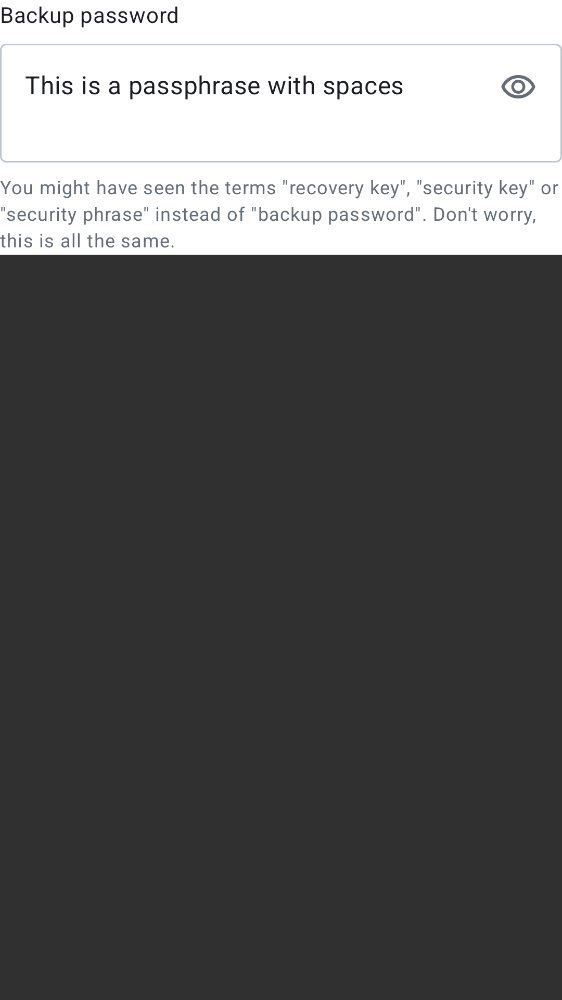 Backup password
This is a passphrase with spaces
You might have seen the terms "recovery key", "security key" or
"security phrase" instead of "backup password". Don't worry,
this is all the same.